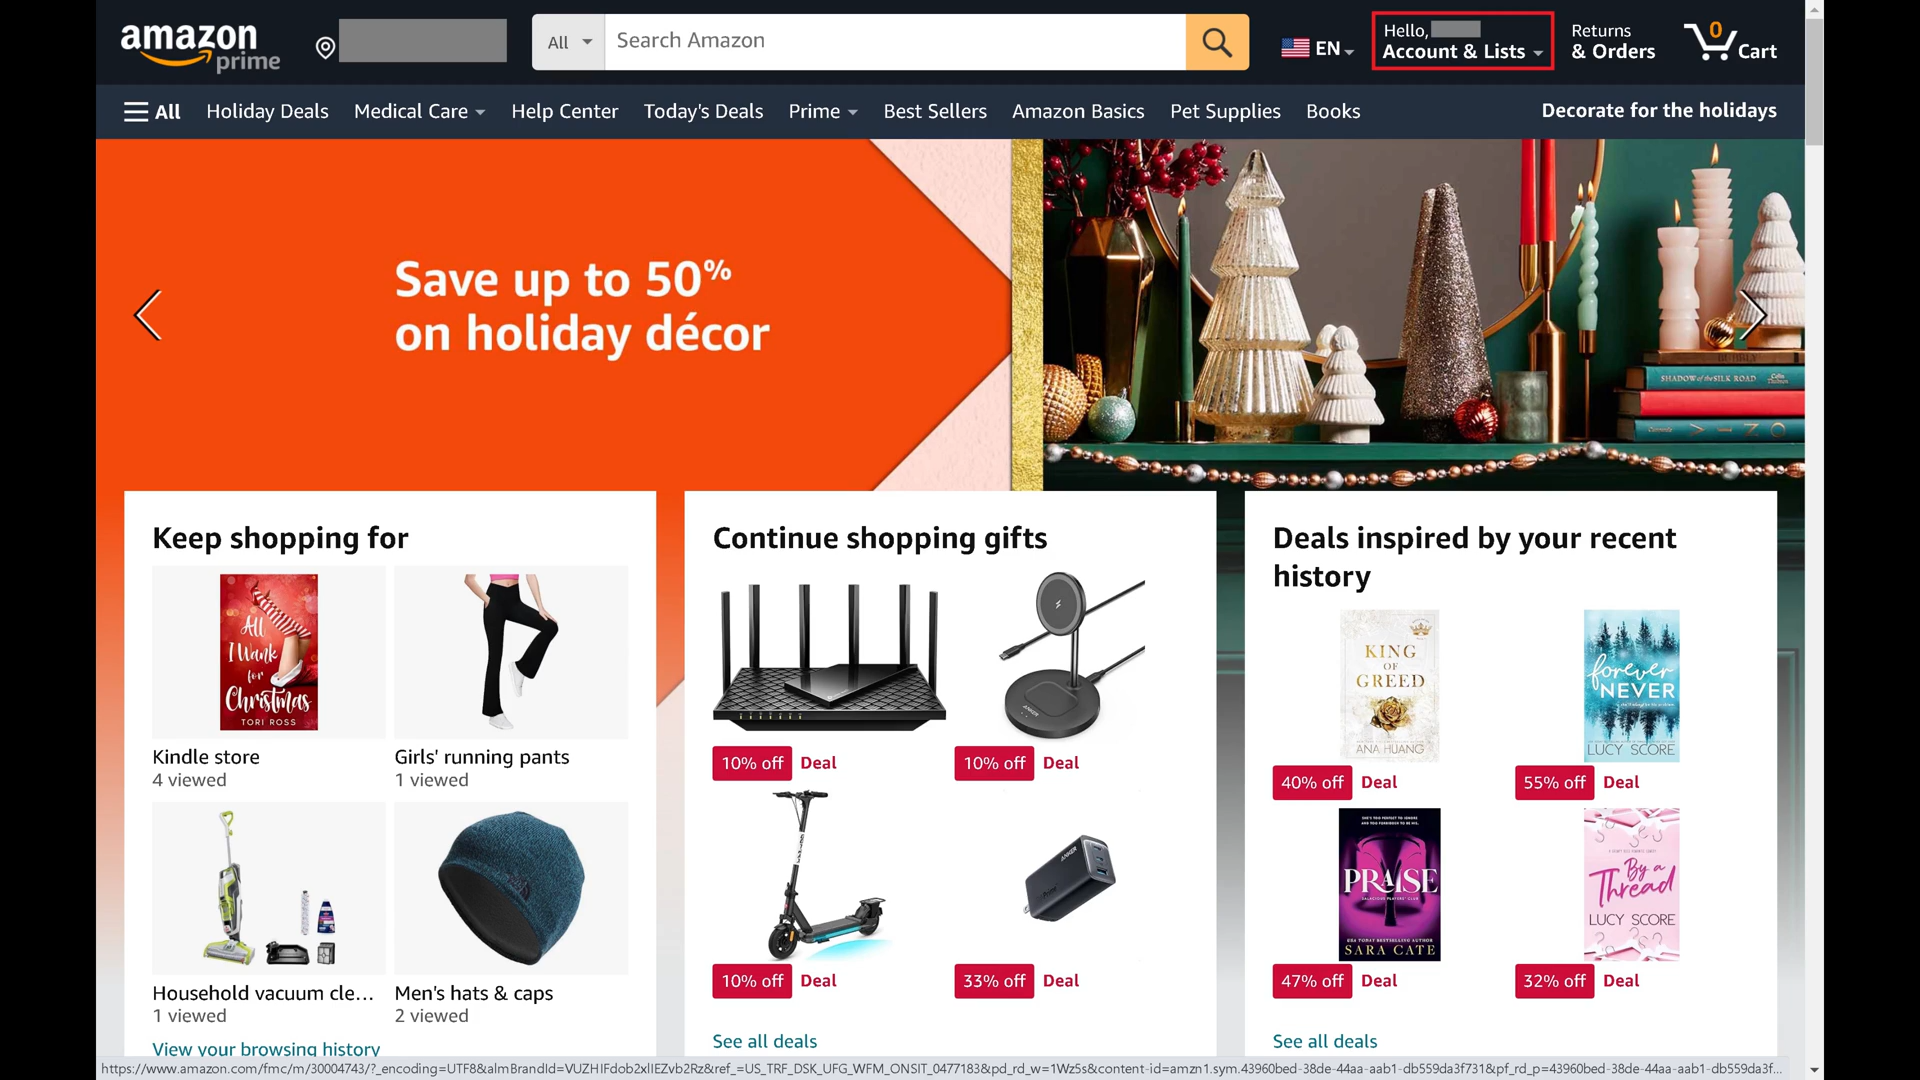 amazon
prime
All
Search Amazon
EN
Hello,
Account & Lists
Returns
& Orders
0
Cart
All
Holiday Deals
Medical Care
Help Center
Today's Deals
Prime
Best Sellers
Amazon Basics
Pet Supplies
Books
Decorate for the holidays
Save up to 50%
on holiday décor
SHADOW of the SILK ROAD
Keep shopping for
All
I Wank
for
Christmas
TORI ROSS
Kindle store
4 viewed
Girls' running pants
1 viewed
Household vacuum cle...
1 viewed
Men's hats & caps
2 viewed
View your browsing history
Continue shopping gifts
ANKER
10% off
Deal
10% off
Deal
ANKER
10% off
Deal
33% off
Deal
See all deals
Deals inspired by your recent
history
KING
OF
GREED
ANA HUANG
40% off
Deal
forever
NEVER
LUCY SCORE
55% off
Deal
PRAISE
SARA CATE
47% off
Deal
By a
Thread
LUCY SCORE
32% off
Deal
See all deals
https://www.amazon.com/fmc/m/30004743/?_encoding=UTF8&almBrandId=VUZHIFdob2xlIEZvb2Rz&ref_=US_TRF_DSK_UFG_WFM_ONSIT_0477183&pd_rd_w=1Wz5s&content-id=amzn1.sym.43960bed-38de-44aa-aab1-db559da3f731&pf_rd_p=43960bed-38de-44aa-aab1-db559da3f...